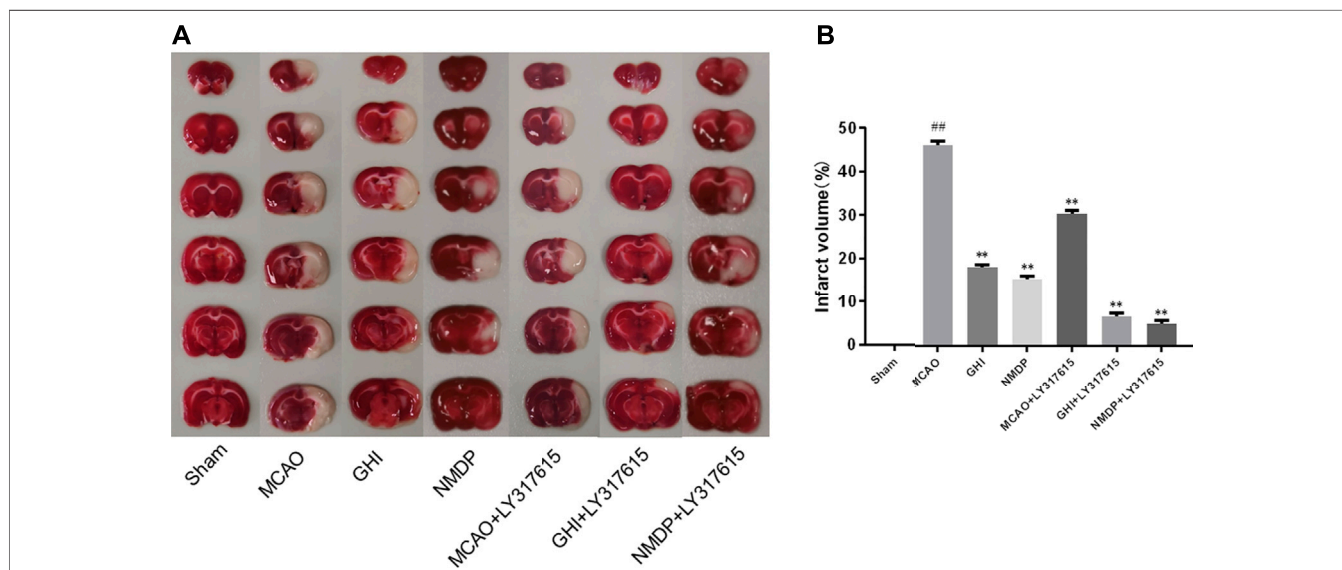 A
B
Sham
MCAO
GHI
NMDP
MCAO+LY317615
GHI+LY317615
NMDP+LY317615
Infarct volume(%)
50
40
30
20
10
0
##
**
**
**
**
**
Sham
MCAO
GHI
NMDP
MCAO+LY317615
GHI+LY317615
NMDP+LY317615